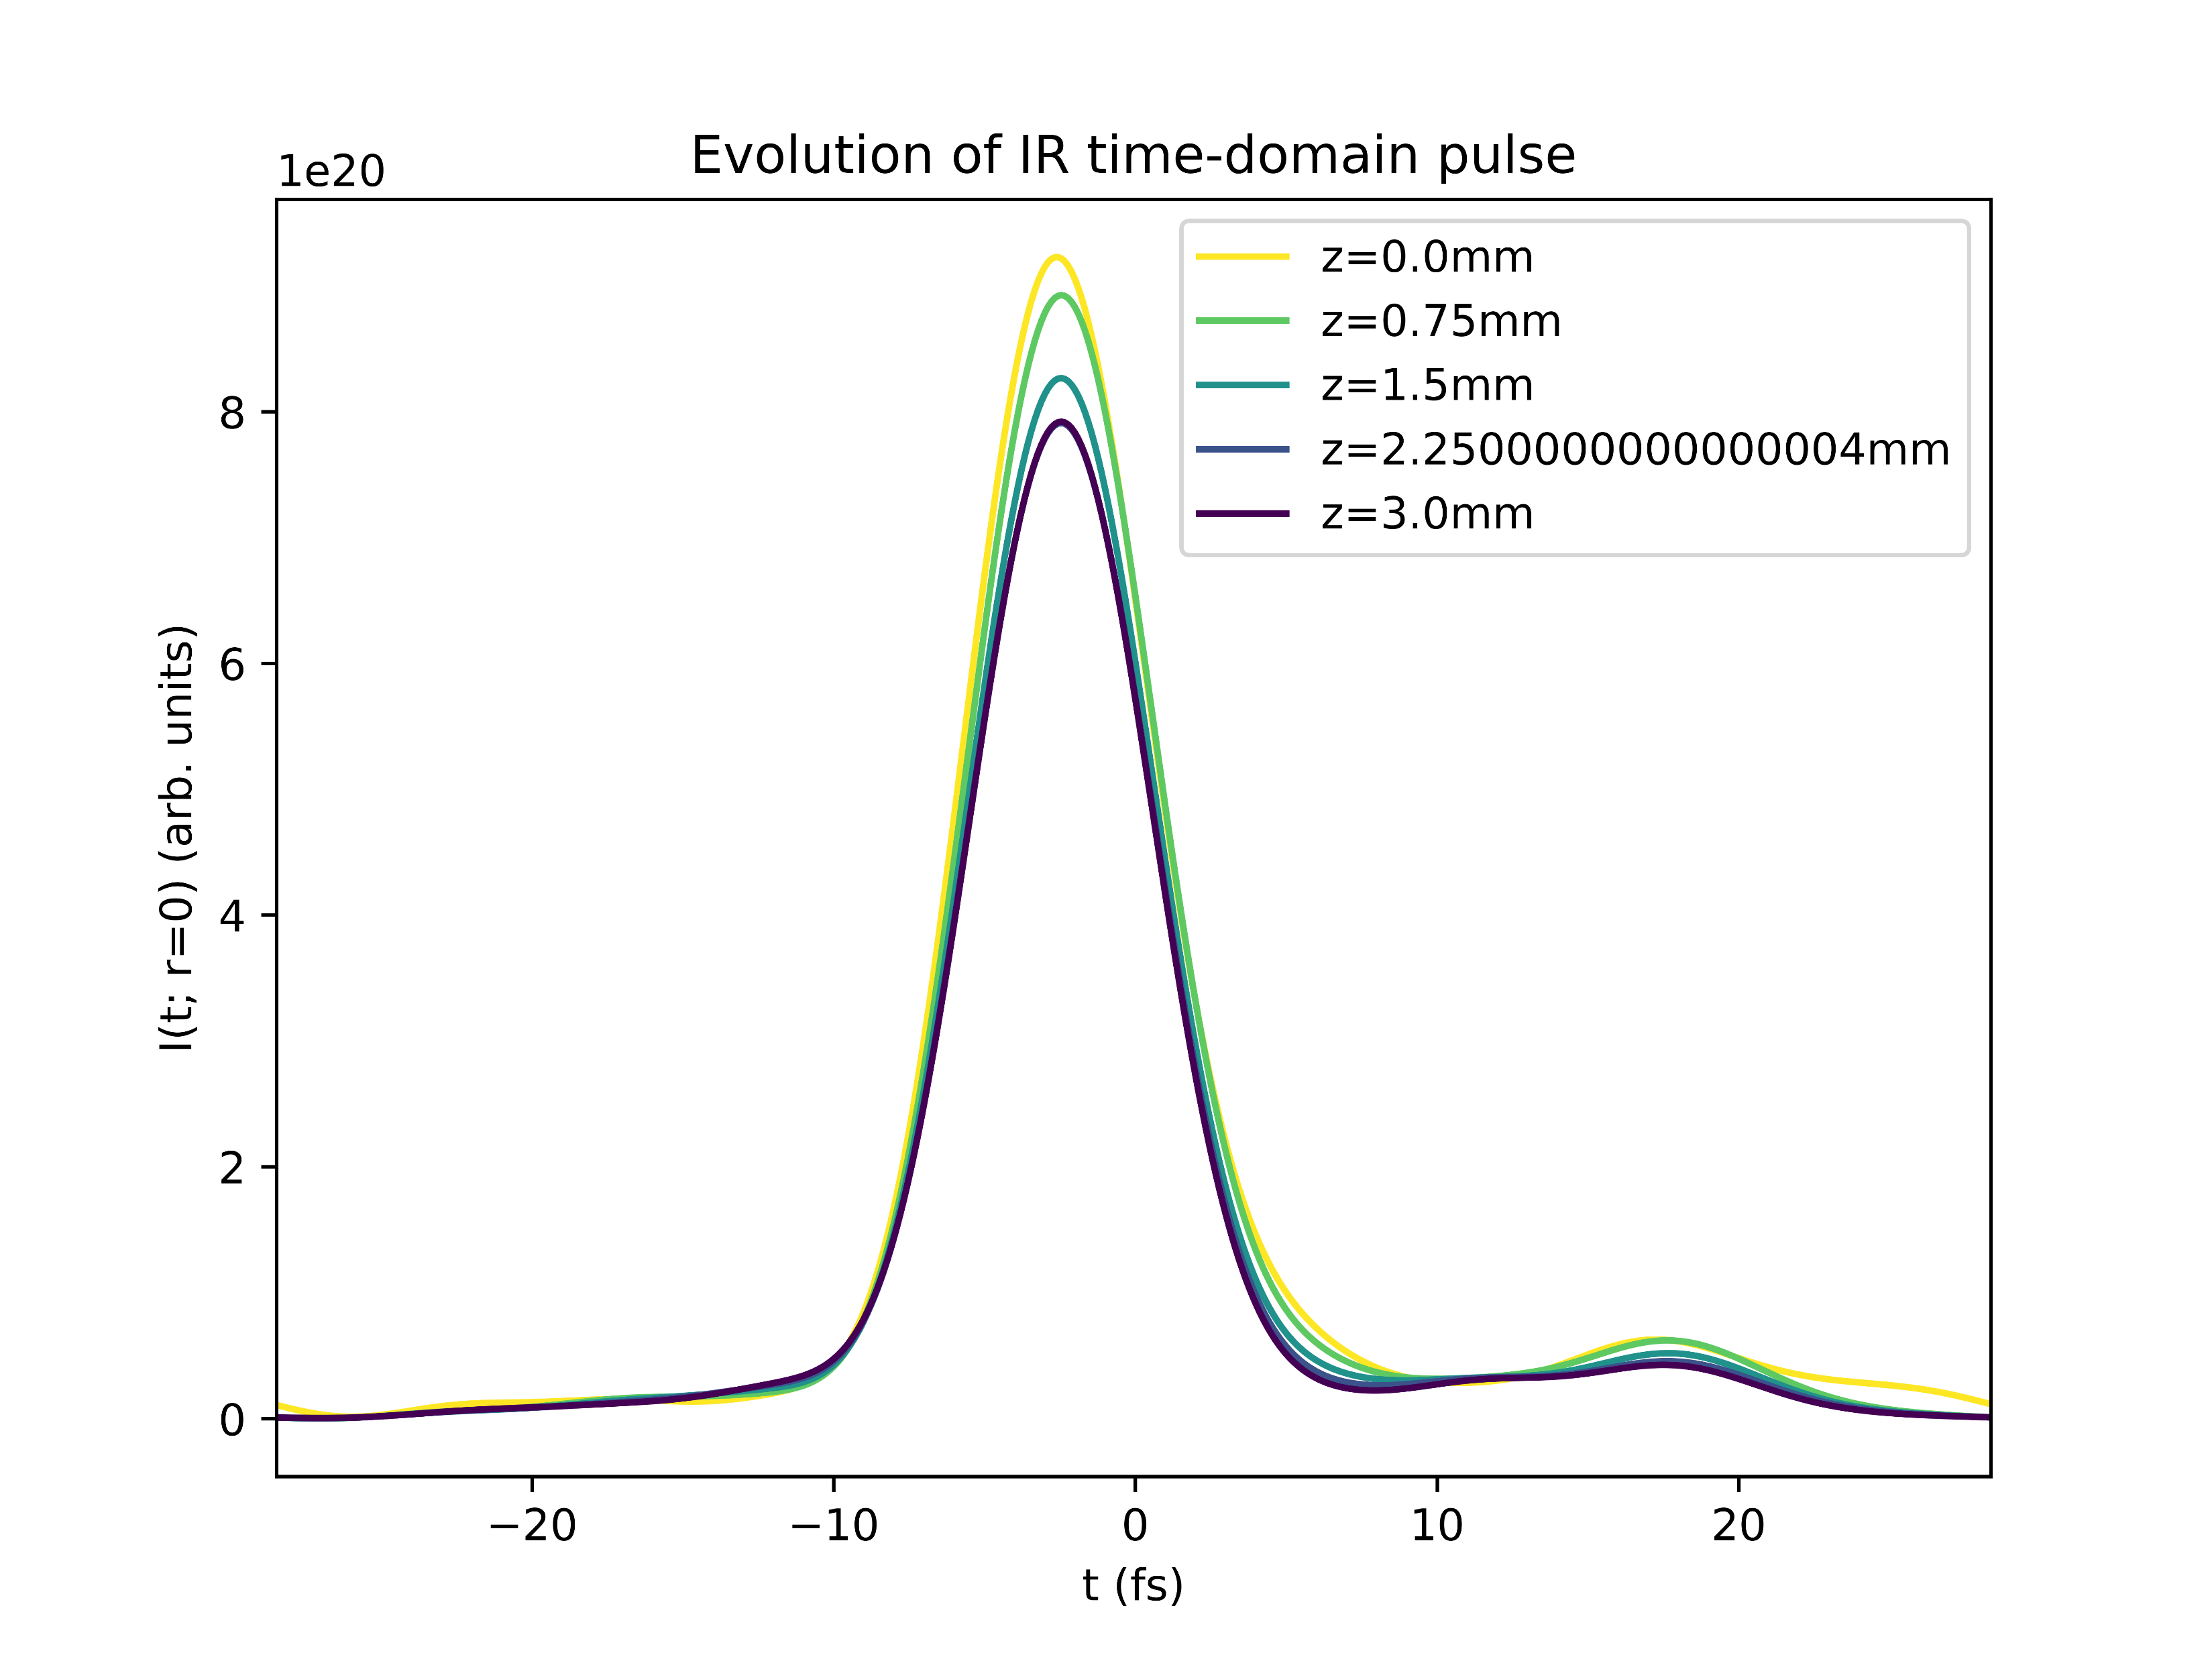 Evolution of IR time-domain pulse
1e20
z=0.0mm
z=0.75mm
z=1.5mm
z=2.2500000000000004mm
z=3.0mm
8
6
4
2
0
I(t; r=0) (arb. units)
−20
−10
0
10
20
t (fs)